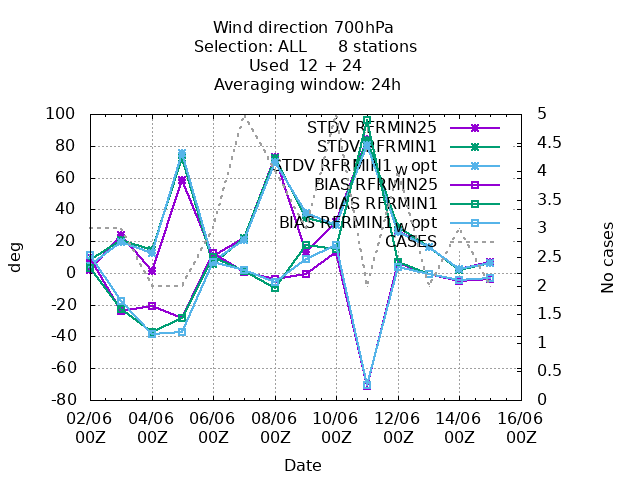 Wind direction 700hPa
Selection: ALL 8 stations
Used 12 + 24
Averaging window: 24h
100
80
60
40
20
0
-20
-40
-60
-80
deg
STDV RFRMIN25
STDV RFRMIN1
STDV RFRMIN1w opt
BIAS RFRMIN25
BIAS RFRMIN1
BIAS RFRMIN1w opt
CASES
5
4.5
4
3.5
3
2.5
2
1.5
1
0.5
0
No cases
02/06 04/06 06/06 08/06 10/06 12/06 14/06 16/06
00Z 00Z 00Z 00Z 00Z 00Z 00Z 00Z
Date